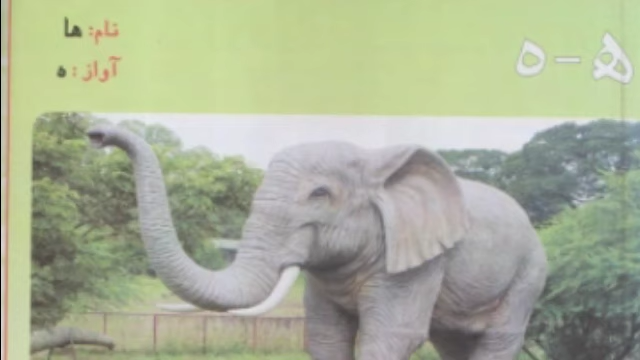 ھ - ہ
نام: ها
آواز: ہ